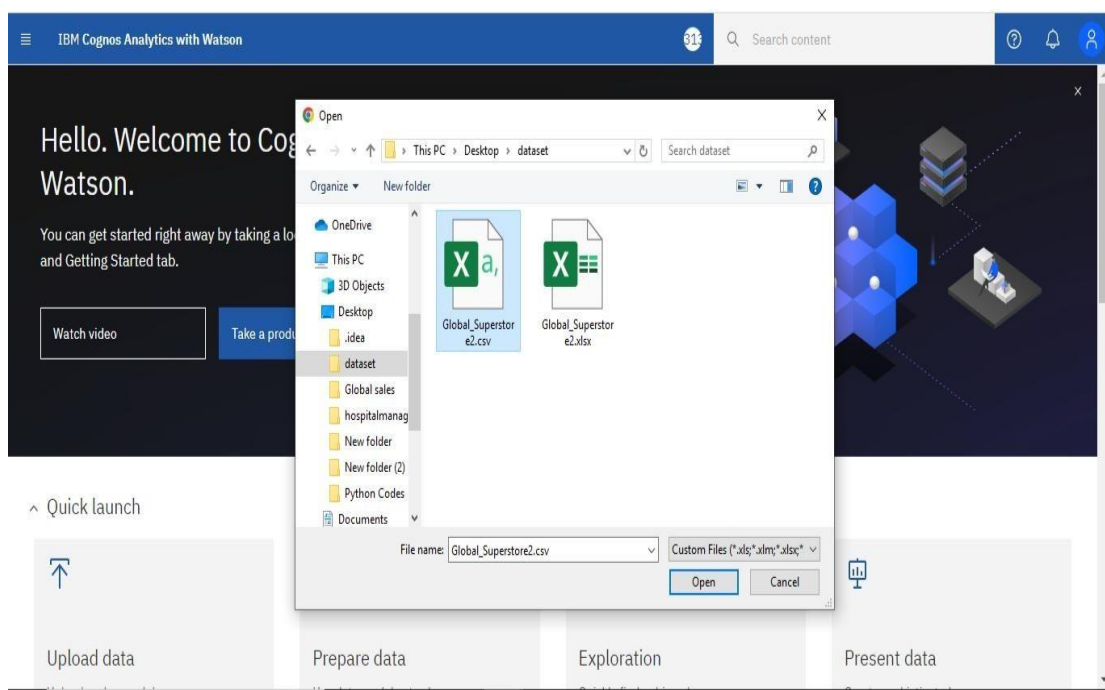 IBM Cognos Analytics with Watson
Search content
Hello. Welcome to Cog
Watson.
You can get started right away by taking a lo
and Getting Started tab.
Watch video
Take a produ
Open
This PC > Desktop > dataset
Search dataset
Organize
New folder
OneDrive
This PC
3D Objects
Desktop
.idea
dataset
Global sales
hospitalmanag
New folder
New folder (2)
Python Codes
Documents
Global_Superstor
e2.csv
Global_Superstor
e2.xlsx
File name: Global_Superstore2.csv
Custom Files (*.xls;*.xlm;*.xlsx;*
Open
Cancel
Quick launch
Upload data
Prepare data
Exploration
Present data